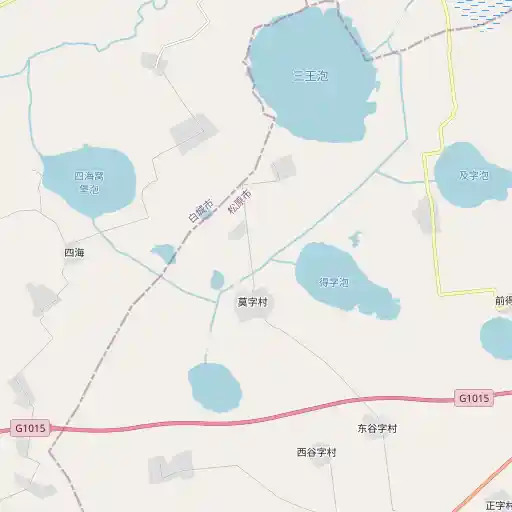 三王泡
四海窝
堡泡
及字泡
白城市
松原市
四海
得字泡
莫字村
前得
G1015
G1015
东谷字村
西谷字村
正字村